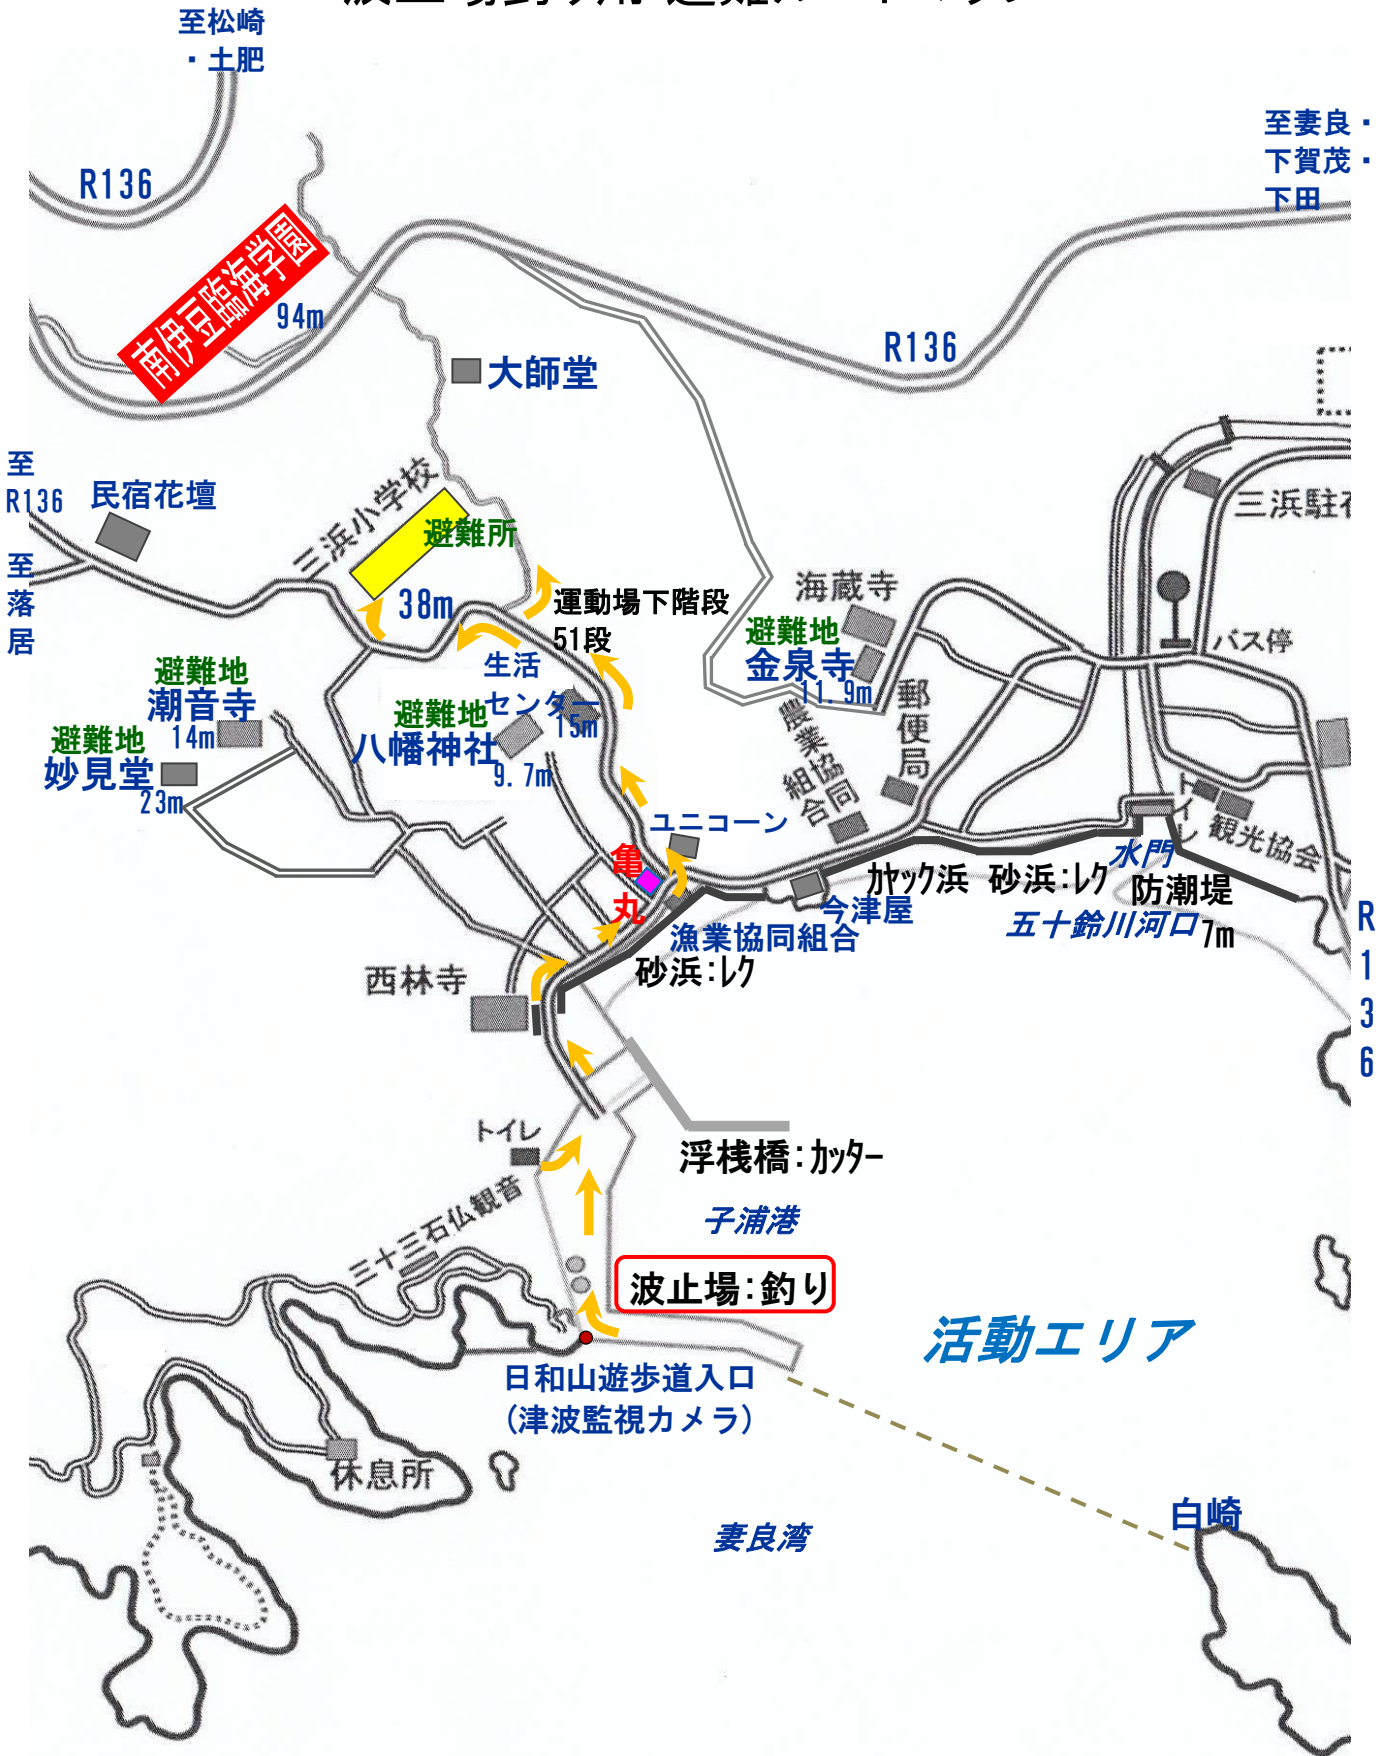 至松崎
・土肥
至妻良・
下賀茂・
下田
R136
南伊豆臨海学園
94m
R136
大師堂
至
R136
民宿花壇
三浜小学校
避難所
至
落
居
38m
運動場下階段
51段
海蔵寺
避難地
金泉寺
11.9m
バス停
避難地
潮音寺
14m
生活
センター
15m
避難地
八幡神社
9.7m
避難地
妙見堂
23m
郵便局
農業協
組合同
トイレ
観光協会
ユニコーン
亀
丸
水門
カヤック浜
砂浜:レク
防潮堤
7m
今津屋
五十鈴川河口
漁業協同組合
砂浜:レク
西林寺
R
1
3
6
トイレ
浮桟橋:カッター
三十三石仏観音
子浦港
波止場:釣り
活動エリア
日和山遊歩道入口
(津波監視カメラ)
休息所
妻良湾
白崎